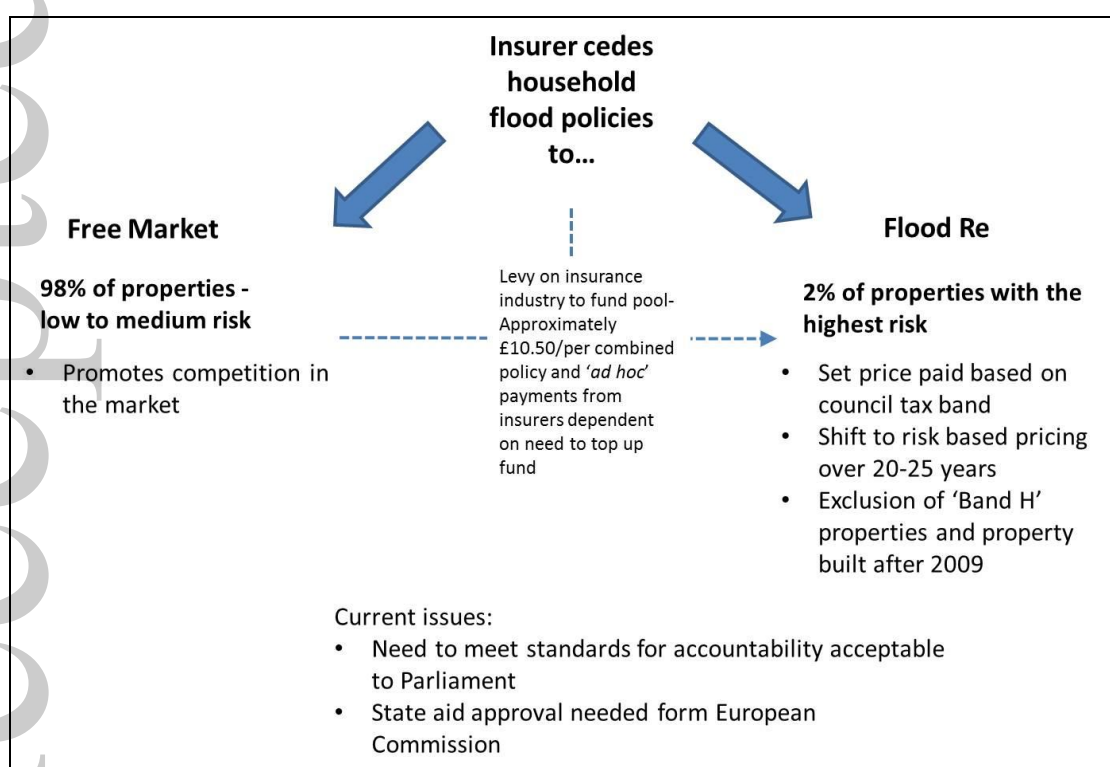 Insurer cedes
household
flood policies
to...
Free Market
98% of properties -
low to medium risk
• Promotes competition in
the market
Levy on insurance
industry to fund pool-
Approximately
£10.50/per combined
policy and ‘ad hoc’
payments from
insurers dependent
on need to top up
fund
Flood Re
2% of properties with the
highest risk
• Set price paid based on
council tax band
• Shift to risk based pricing
over 20-25 years
• Exclusion of ‘Band H’
properties and property
built after 2009
Current issues:
• Need to meet standards for accountability acceptable
to Parliament
• State aid approval needed form European
Commission